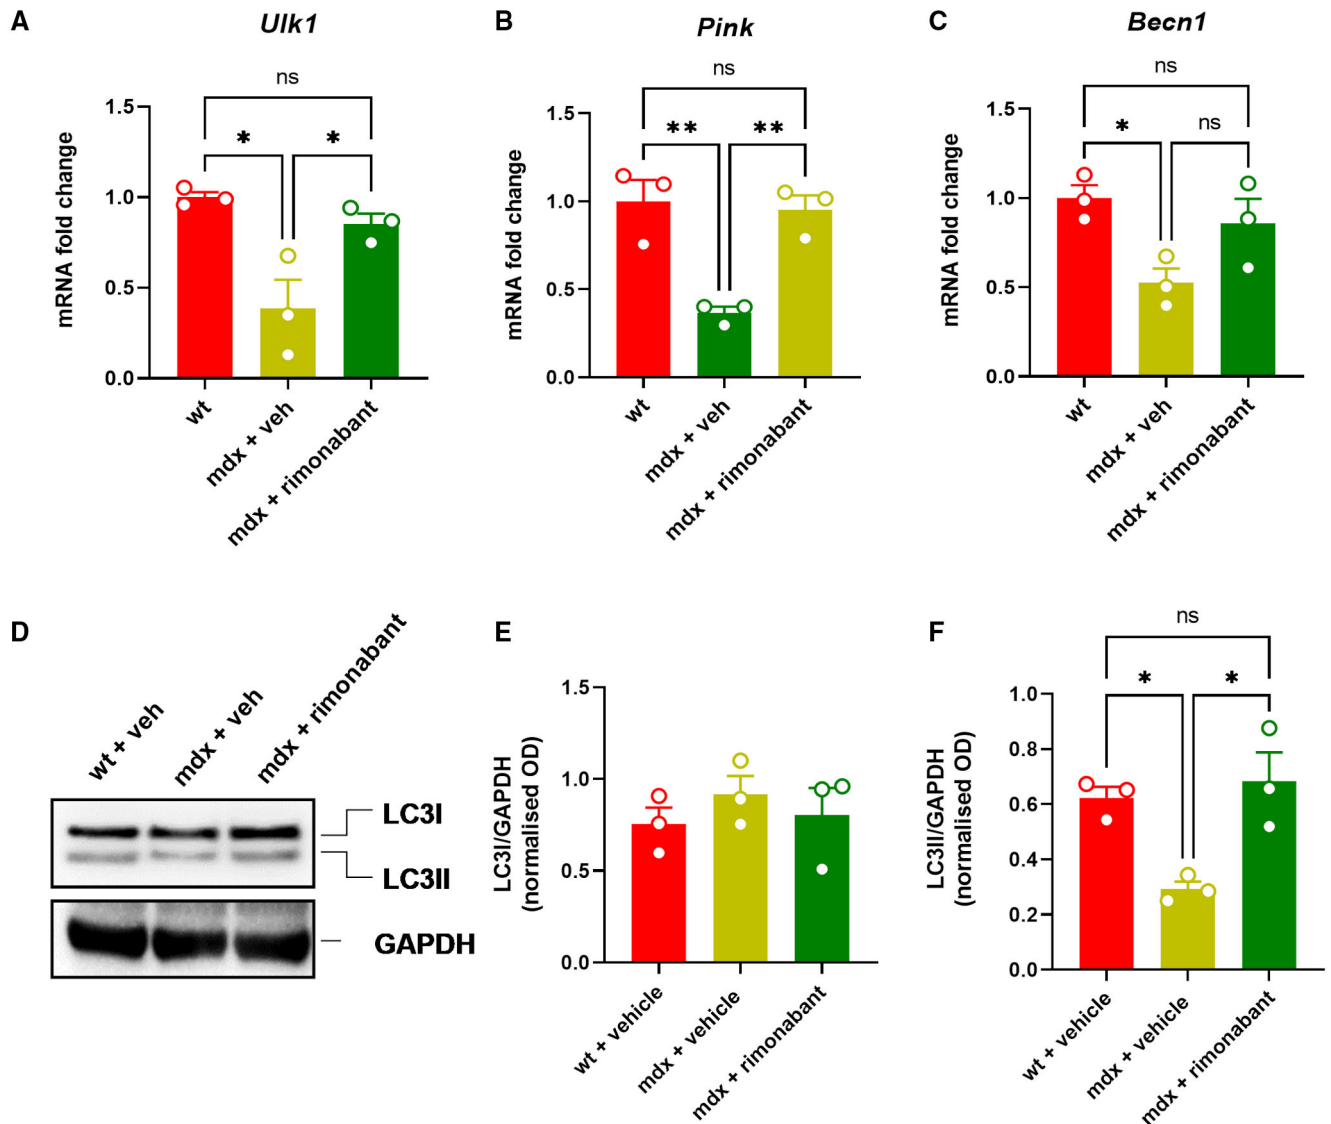 A
Ulk1
ns
*
*
mRNA fold change
1.5
1.0
0.5
0.0
wt
mdx + veh
mdx + rimonabant
B
Pink
ns
**
**
mRNA fold change
1.5
1.0
0.5
0.0
wt
mdx + veh
mdx + rimonabant
C
Becn1
ns
*
ns
mRNA fold change
1.5
1.0
0.5
0.0
wt
mdx + veh
mdx + rimonabant
D
wt + veh
mdx + veh
mdx + rimonabant
LC3I
LC3II
GAPDH
E
LC3I/GAPDH
(normalised OD)
1.5
1.0
0.5
0.0
wt + vehicle
mdx + vehicle
mdx + rimonabant
F
ns
*
*
LC3II/GAPDH
(normalised OD)
1.0
0.8
0.6
0.4
0.2
0.0
wt + vehicle
mdx + vehicle
mdx + rimonabant